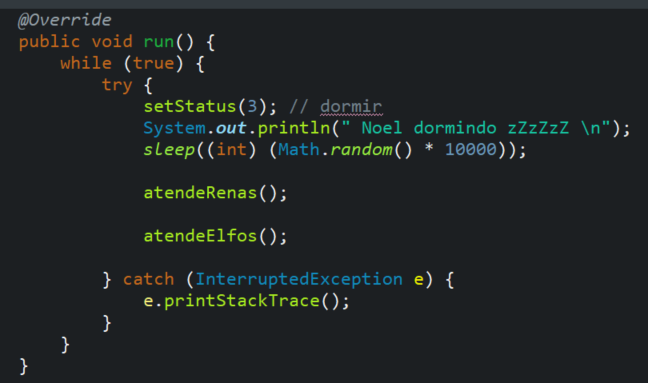 @Override
public void run() {
    while (true) {
        try {
            setStatus(3); // dormir
            System.out.println(" Noel dormindo zZzZzZ \n");
            sleep((int) (Math.random() * 10000));

            atendeRenas();

            atendeElfos();

        } catch (InterruptedException e) {
            e.printStackTrace();
        }
    }
}